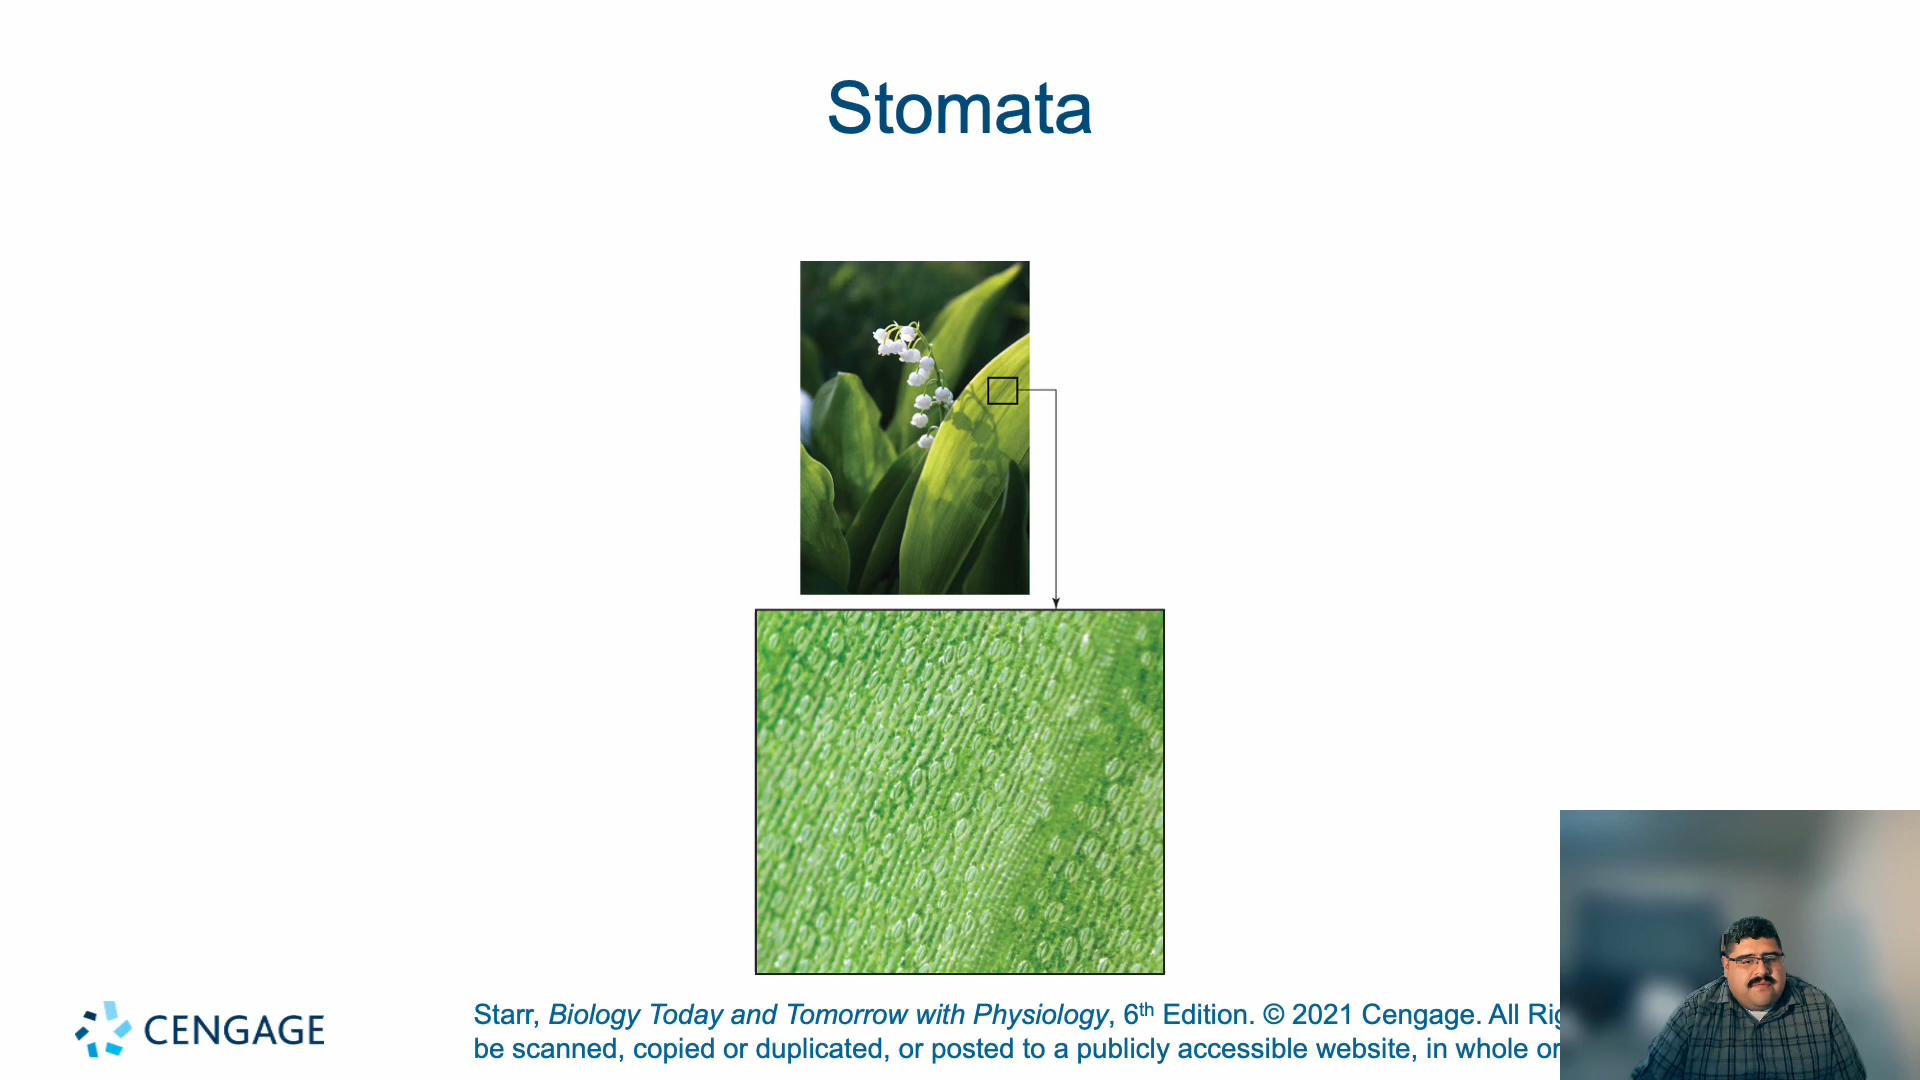 Stomata
CENGAGE
Starr, Biology Today and Tomorrow with Physiology, 6th Edition. © 2021 Cengage. All
be scanned, copied or duplicated, or posted to a publicly accessible website, in whole or